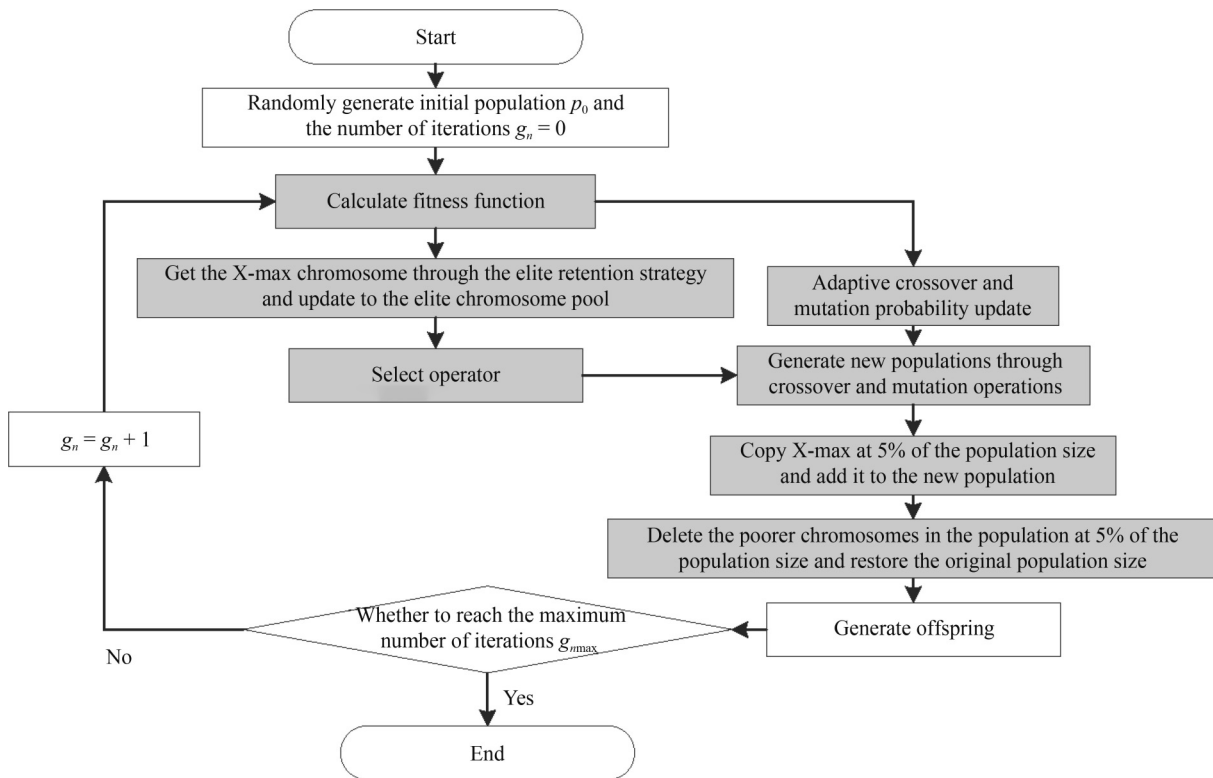 Start
Randomly generate initial population p₀ and
the number of iterations gₙ = 0
Calculate fitness function
Get the X-max chromosome through the elite retention strategy
and update to the elite chromosome pool
Adaptive crossover and
mutation probability update
Select operator
Generate new populations through
crossover and mutation operations
gₙ = gₙ + 1
Copy X-max at 5% of the population size
and add it to the new population
Delete the poorer chromosomes in the population at 5% of the
population size and restore the original population size
Whether to reach the maximum
number of iterations gₙₘₐₓ
Generate offspring
No
Yes
End